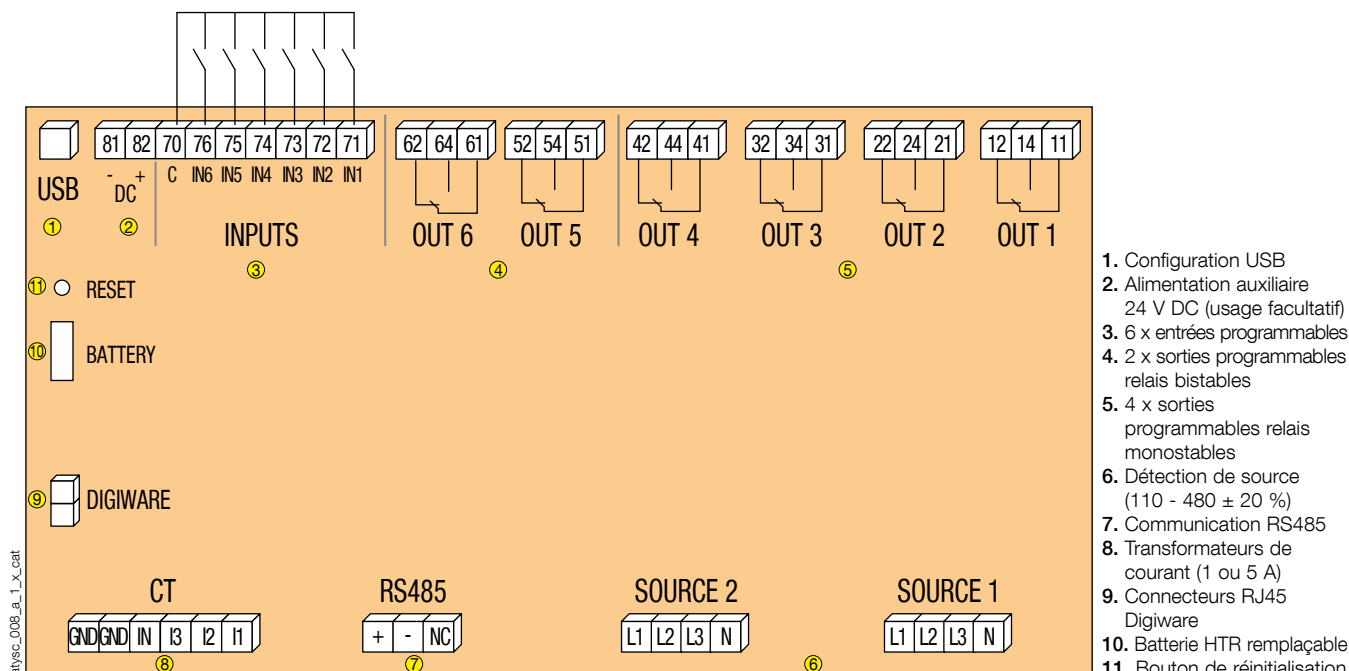 81 82 70 76 75 74 73 72 71
62 64 61
52 54 51
42 44 41
32 34 31
22 24 21
12 14 11
- DC +
C IN6 IN5 IN4 IN3 IN2 IN1
USB
INPUTS
OUT 6
OUT 5
OUT 4
OUT 3
OUT 2
OUT 1
1
2
3
4
5
11
RESET
10
BATTERY
9
DIGIWARE
CT
RS485
SOURCE 2
SOURCE 1
GND GND IN I3 I2 I1
+ - NC
L1 L2 L3 N
L1 L2 L3 N
8
7
6
atysc_008_a_1_x_cat
1. Configuration USB
2. Alimentation auxiliaire
24 V DC (usage facultatif)
3. 6 x entrées programmables
4. 2 x sorties programmables
relais bistables
5. 4 x sorties
programmables relais
monostables
6. Détection de source
(110 - 480 ± 20 %)
7. Communication RS485
8. Transformateurs de
courant (1 ou 5 A)
9. Connecteurs RJ45
Digiware
10. Batterie HTR remplaçable
11. Bouton de réinitialisation